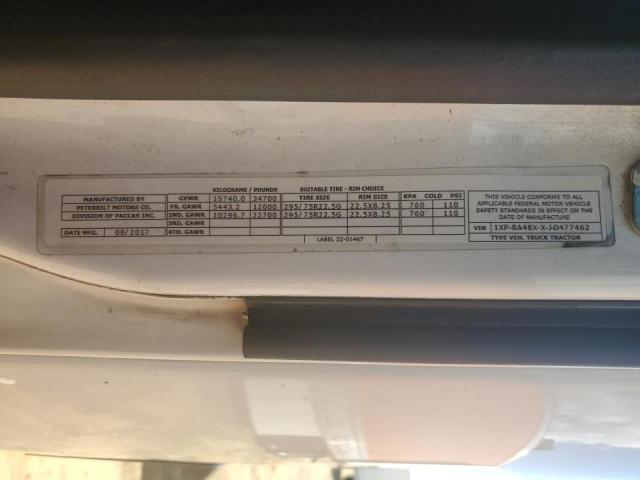 KILOGRAMS / POUNDS SUITABLE TIRE - RIM CHOICE
MANUFACTURED BY GVWR 15740.0 34700 TIRE SIZE RIM SIZE KPA COLD PSI
PETERBILT MOTORS CO. FR. GAWR 5443.2 12000 295/75R22.5G 22.5X8.25 760 110
DIVISION OF PACCAR INC. 2ND. GAWR 10296.7 22700 295/75R22.5G 22.5X8.25 760 110
3RD. GAWR
DATE MFG. 08/2017 4TH. GAWR
LABEL 22-01467
THIS VEHICLE CONFORMS TO ALL
APPLICABLE FEDERAL MOTOR VEHICLE
SAFETY STANDARDS IN EFFECT ON THE
DATE OF MANUFACTURE
VIN 1XP-BA48X-X-JD477462
TYPE VEH. TRUCK TRACTOR